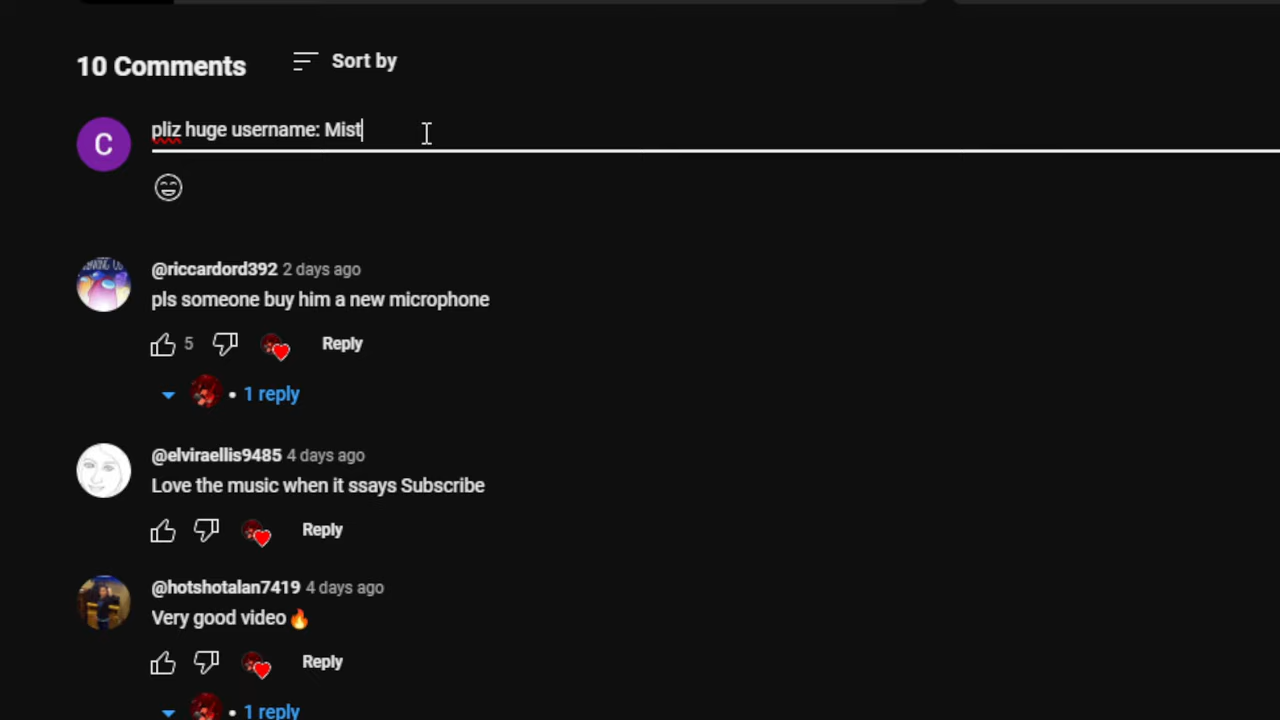 10 Comments
Sort by
C
pliz huge username: Mist
@riccardord392 2 days ago
pls someone buy him a new microphone
5
Reply
• 1 reply
@elviraellis9485 4 days ago
Love the music when it ssays Subscribe
Reply
@hotshotalan7419 4 days ago
Very good video🔥
Reply
• 1 reply